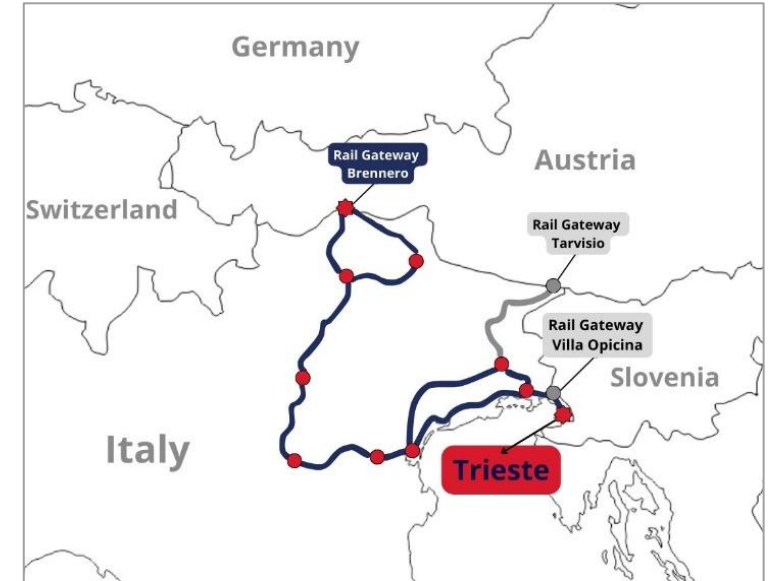 Germany
Rail Gateway
Brennero
Austria
Switzerland
Rail Gateway
Tarvisio
Rail Gateway
Villa Opicina
Slovenia
Italy
Trieste